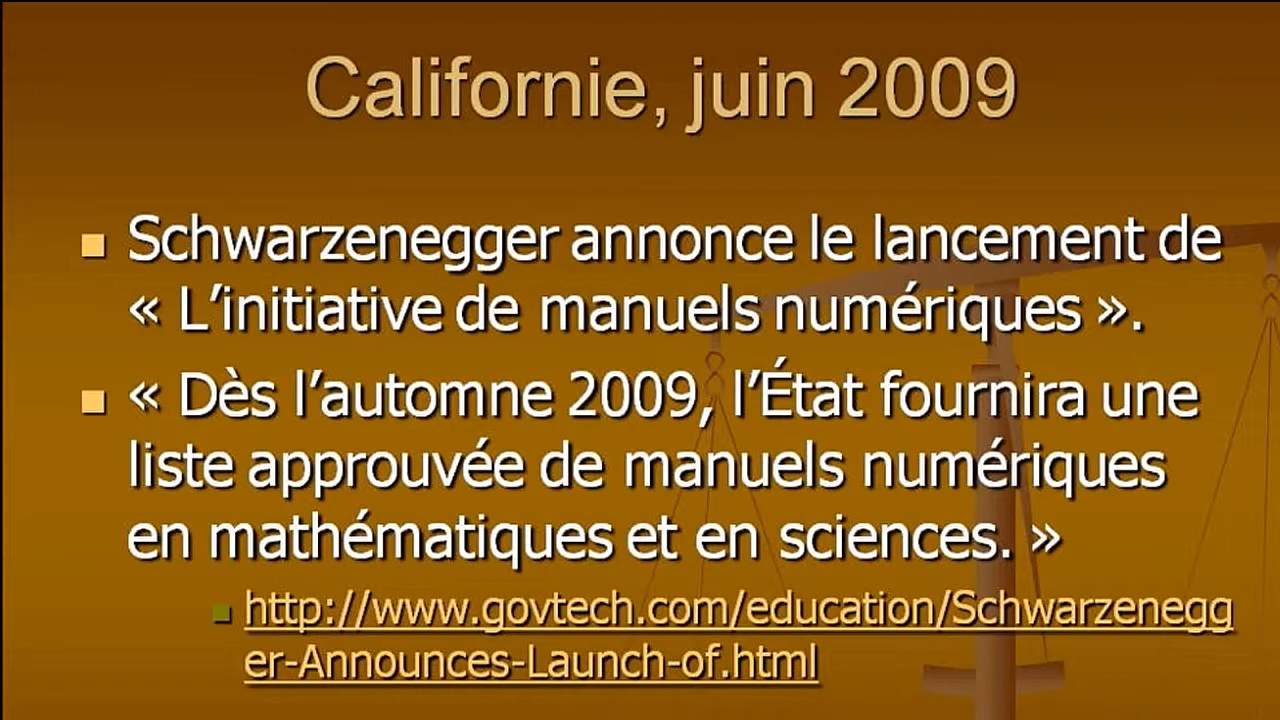 Californie, juin 2009
Schwarzenegger annonce le lancement de
« L’initiative de manuels numériques ».
« Dès l’automne 2009, l’État fournira une
liste approuvée de manuels numériques
en mathématiques et en sciences. »
http://www.govtech.com/education/Schwarzenegg
er-Announces-Launch-of.html